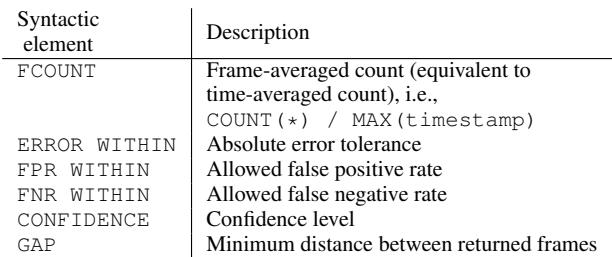 Syntactic
element
Description
FCOUNT
Frame-averaged count (equivalent to
time-averaged count), i.e.,
COUNT(*) / MAX(timestamp)
ERROR WITHIN
Absolute error tolerance
FPR WITHIN
Allowed false positive rate
FNR WITHIN
Allowed false negative rate
CONFIDENCE
Confidence level
GAP
Minimum distance between returned frames